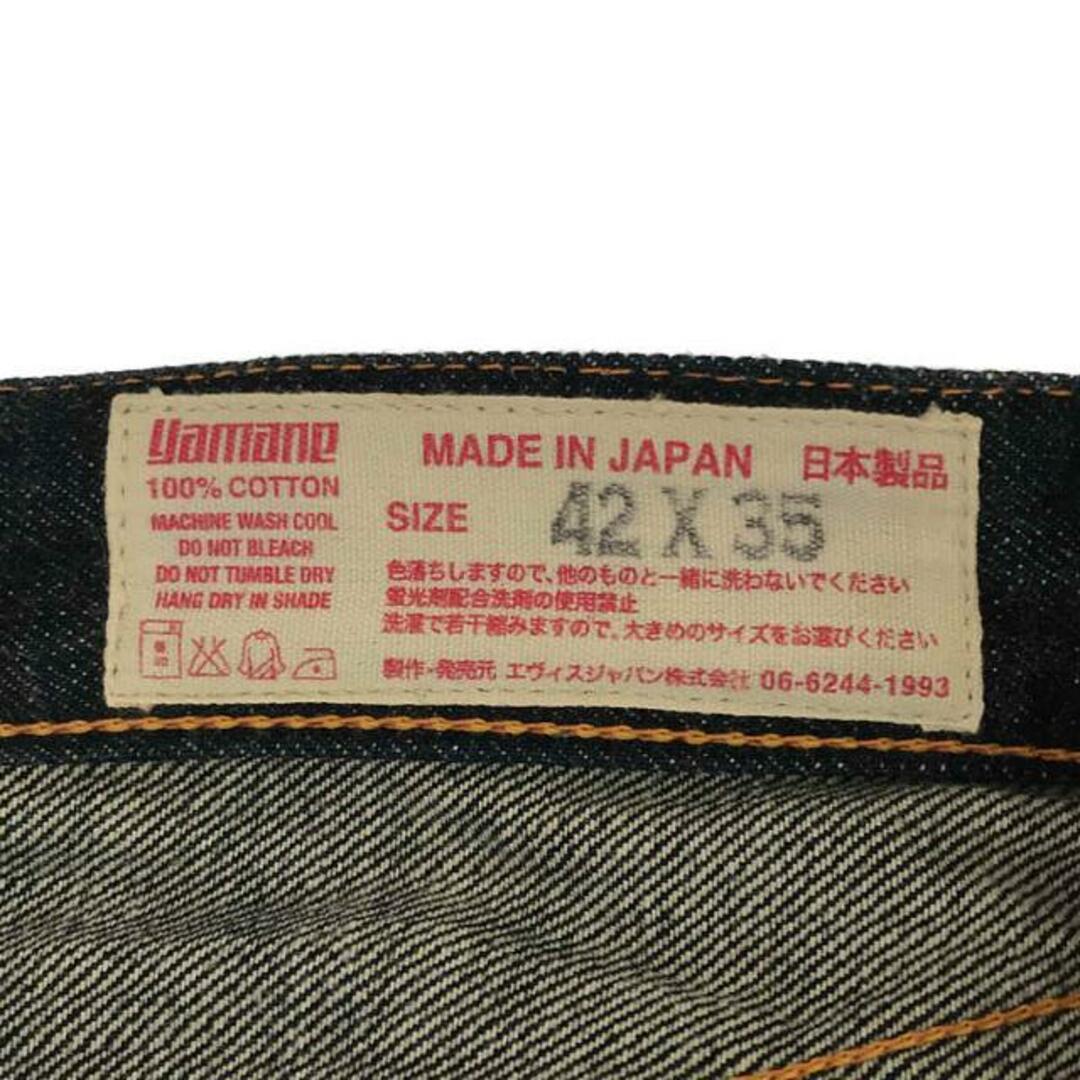 yamane
100% COTTON
MACHINE WASH COOL
DO NOT BLEACH
DO NOT TUMBLE DRY
HANG DRY IN SHADE
MADE IN JAPAN 日本製品
SIZE 42 X 35
色落ちしますので、他のものと一緒に洗わないでください
蛍光剤配合洗剤の使用禁止
洗濯で若干縮みますので、大きめのサイズをお選びください
製作・発売元 エヴィスジャパン株式会社 06-6244-1993